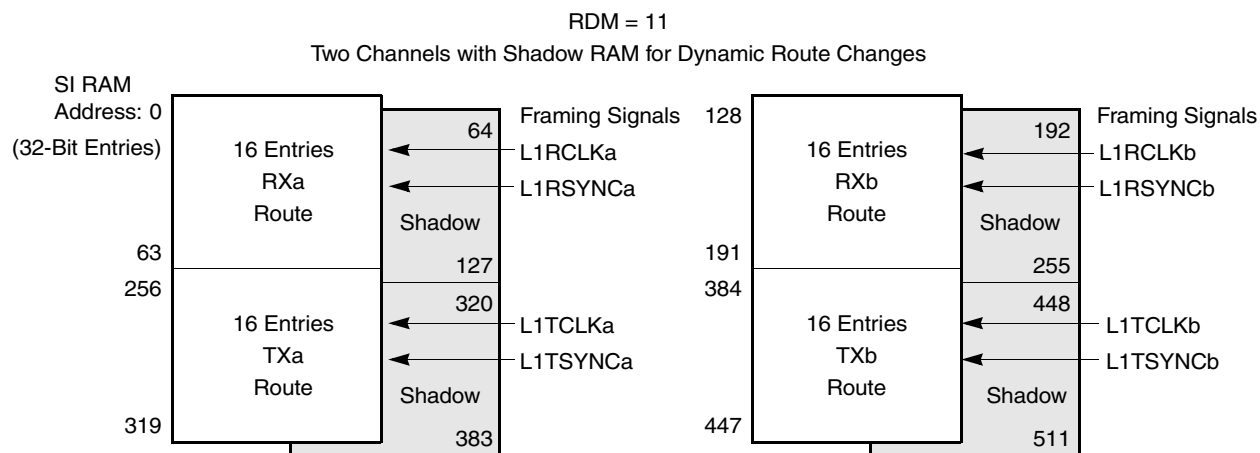 RDM = 11
Two Channels with Shadow RAM for Dynamic Route Changes
SI RAM
Address: 0
(32-Bit Entries)
16 Entries
RXa
Route
64
Framing Signals
L1RCLKa
L1RSYNCa
Shadow
63
127
256
16 Entries
TXa
Route
320
L1TCLKa
L1TSYNCa
Shadow
319
383
128
16 Entries
RXb
Route
192
Framing Signals
L1RCLKb
L1RSYNCb
Shadow
191
255
384
16 Entries
TXb
Route
448
L1TCLKb
L1TSYNCb
Shadow
447
511